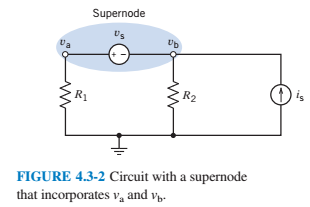 Supernode
va
vs
vb
+ −
R1
R2
is
FIGURE 4.3-2 Circuit with a supernode
that incorporates va and vb.